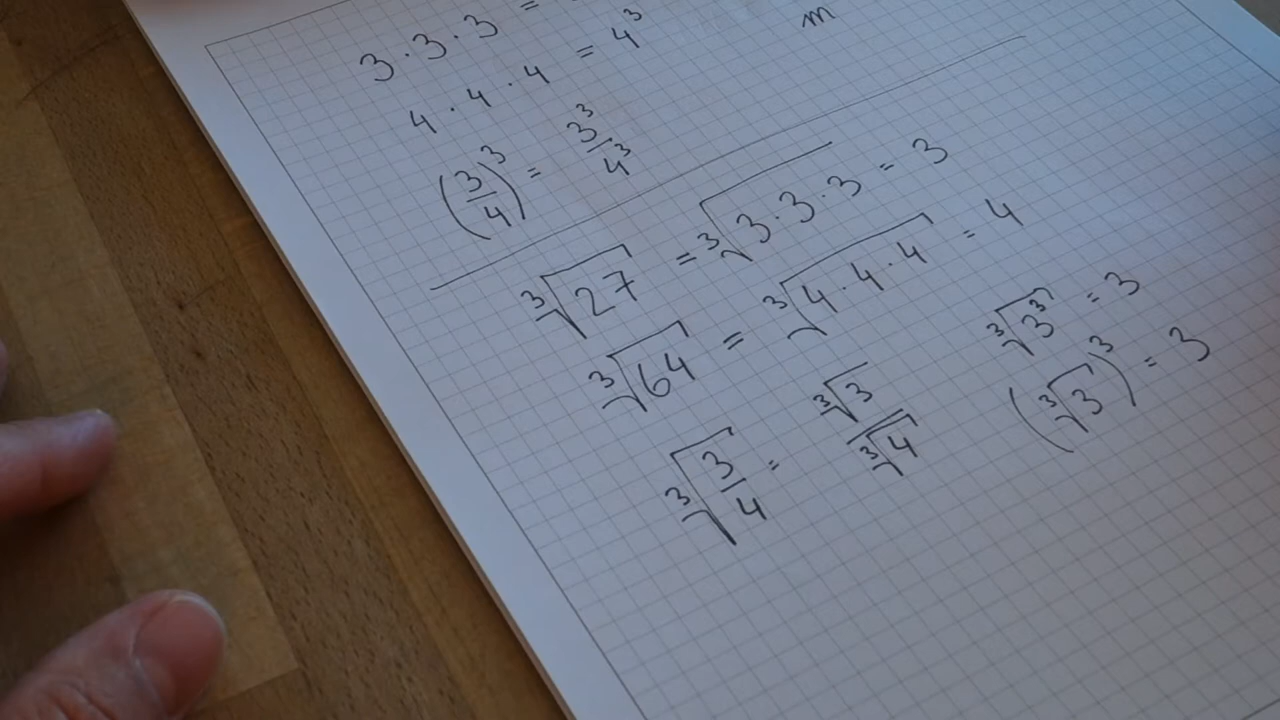 3 · 3 · 3 =
4 · 4 · 4 = 4³
m
(3/4)³ = 3³/4³
∛27 = ∛(3 · 3 · 3) = 3
∛64 = ∛(4 · 4 · 4) = 4
∛(3/4) = ∛3/∛4
∛(3³) = 3
(∛3)³ = 3